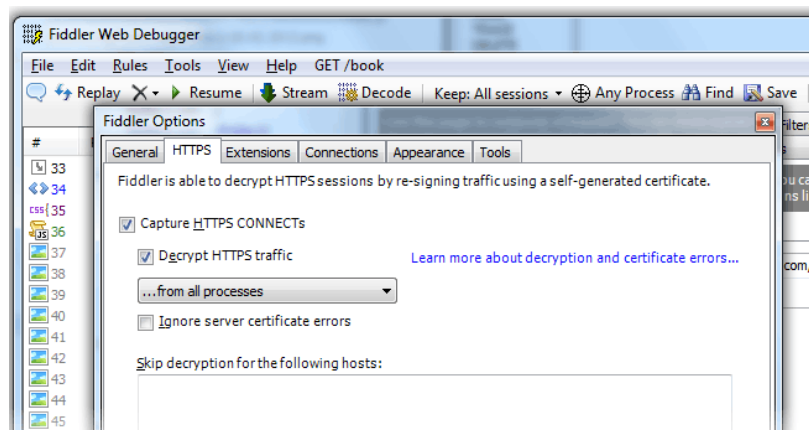 Fiddler Web Debugger
File Edit Rules Tools View Help GET /book
Replay X Resume Stream Decode Keep: All sessions Any Process Find Save
Fiddler Options
Filter
#
General HTTPS Extensions Connections Appearance Tools
33
Fiddler is able to decrypt HTTPS sessions by re-signing traffic using a self-generated certificate.
34
css 35
Capture HTTPS CONNECTs
JS 36
37
Decrypt HTTPS traffic Learn more about decryption and certificate errors...
com,
38
39
...from all processes
40
Ignore server certificate errors
41
42
Skip decryption for the following hosts:
43
44
45